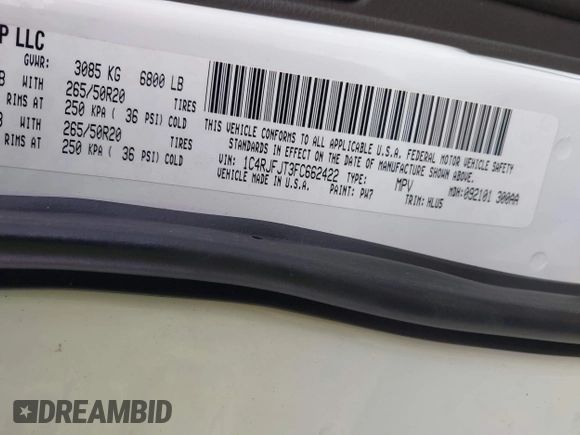 P LLC
GVWR: 3085 KG 6800 LB
B WITH 265/50R20 TIRES
RIMS AT 250 KPA ( 36 PSI) COLD
B WITH 265/50R20 TIRES
RIMS AT 250 KPA ( 36 PSI) COLD
THIS VEHICLE CONFORMS TO ALL APPLICABLE U.S.A. FEDERAL MOTOR VEHICLE SAFETY
STANDARDS IN EFFECT ON THE DATE OF MANUFACTURE SHOWN ABOVE.
VIN: 1C4RJFJT3FC662422 TYPE: MPV MDH: 092101 300AA
VEHICLE MADE IN U.S.A. PAINT: PW7 TRIM: HLU5
DREAMBID